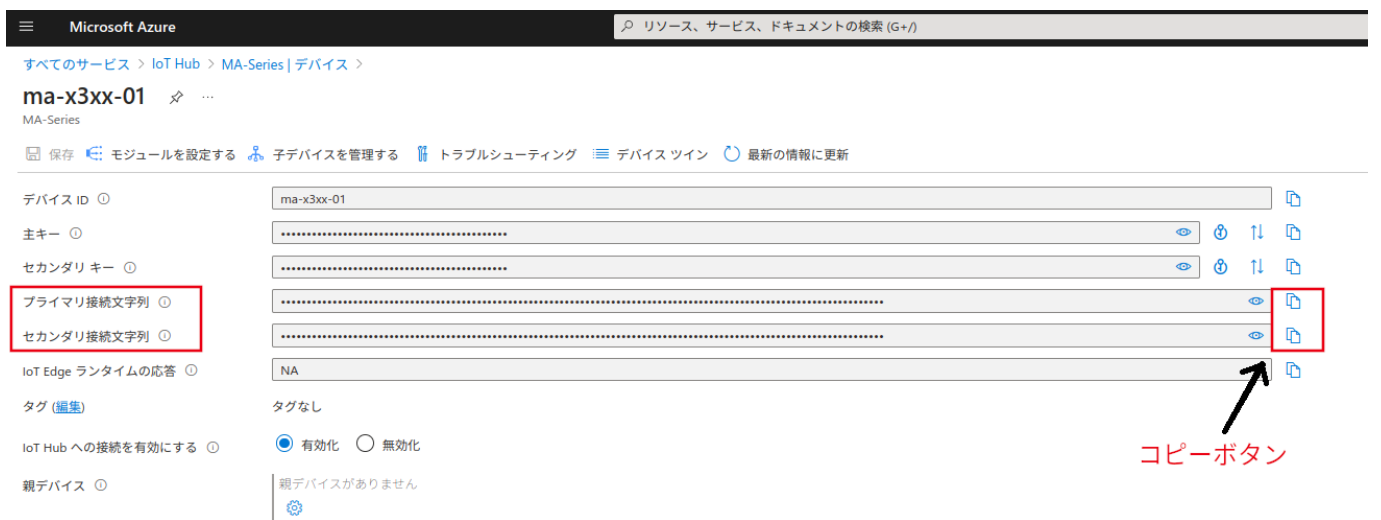 Microsoft Azure
リソース、サービス、ドキュメントの検索 (G+/)
すべてのサービス > IoT Hub > MA-Series | デバイス >
ma-x3xx-01 ...
MA-Series
保存 モジュールを設定する 子デバイスを管理する トラブルシューティング デバイス ツイン 最新の情報に更新
デバイス ID ma-x3xx-01
主キー
セカンダリ キー
プライマリ接続文字列
セカンダリ接続文字列
IoT Edge ランタイムの応答 NA
タグ (編集) タグなし
IoT Hub への接続を有効にする 有効化 無効化
コピーボタン
親デバイス 親デバイスがありません